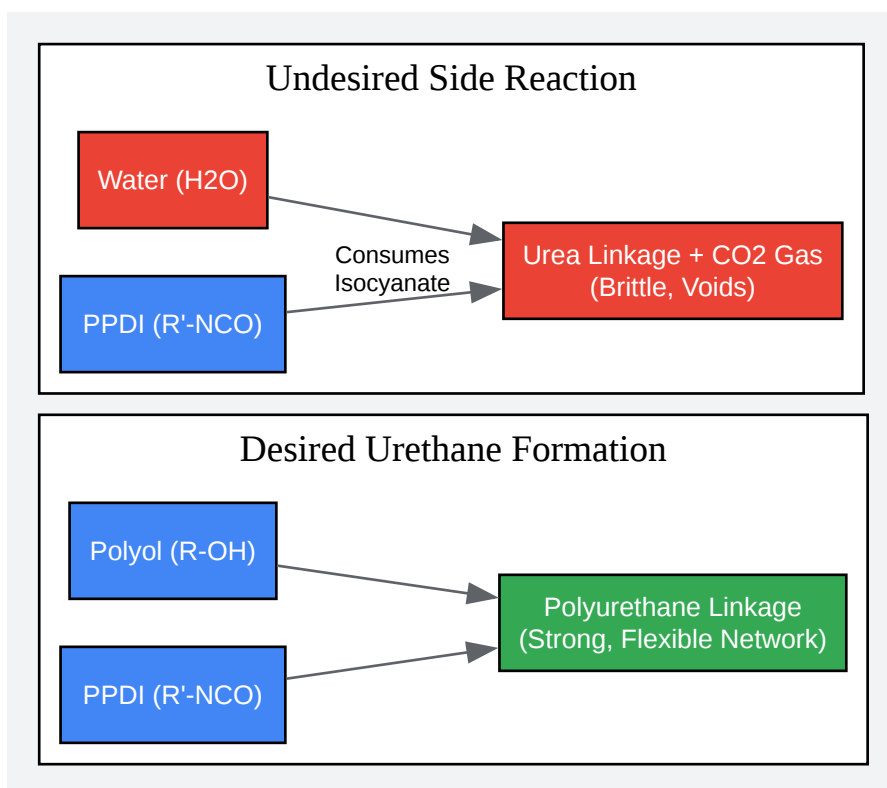 Undesired Side Reaction
Water (H2O)
Consumes
Isocyanate
PPDI (R'-NCO)
Urea Linkage + CO2 Gas
(Brittle, Voids)
Desired Urethane Formation
Polyol (R-OH)
PPDI (R'-NCO)
Polyurethane Linkage
(Strong, Flexible Network)